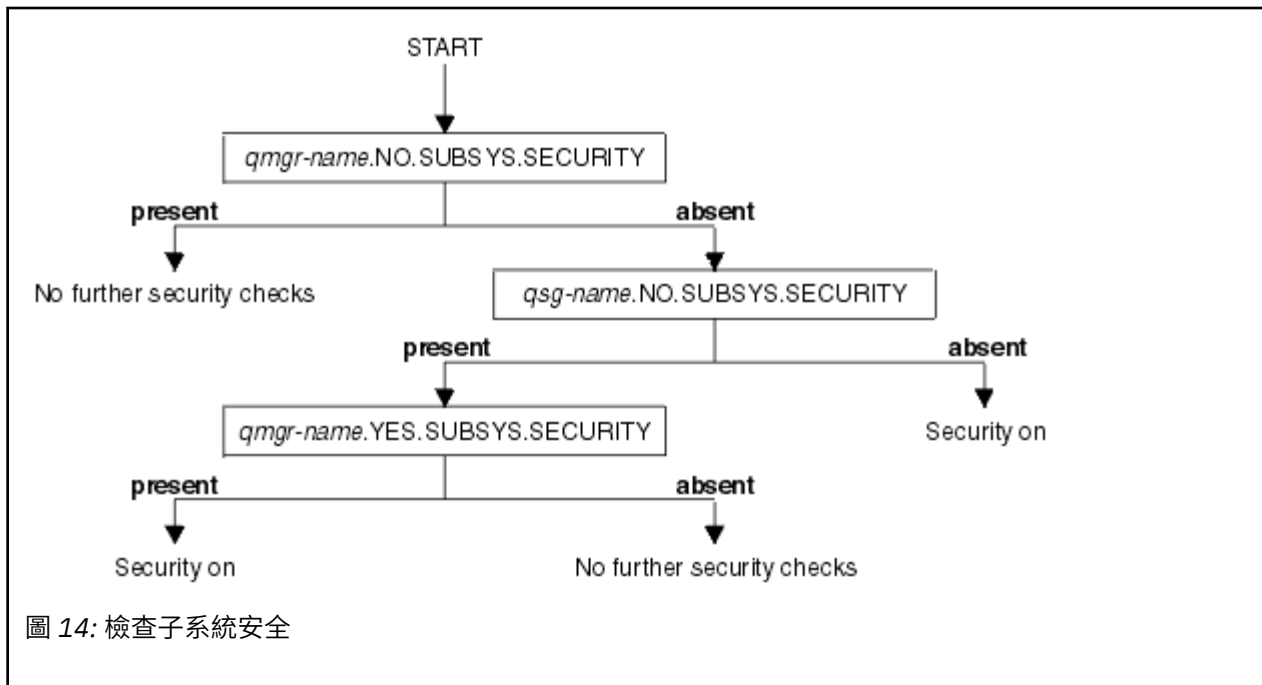 START
qmgr-name.NO.SUBSYS.SECURITY
present absent
No further security checks
qsg-name.NO.SUBSYS.SECURITY
present absent
qmgr-name.YES.SUBSYS.SECURITY
Security on
present absent
Security on No further security checks
圖 14: 檢查子系統安全